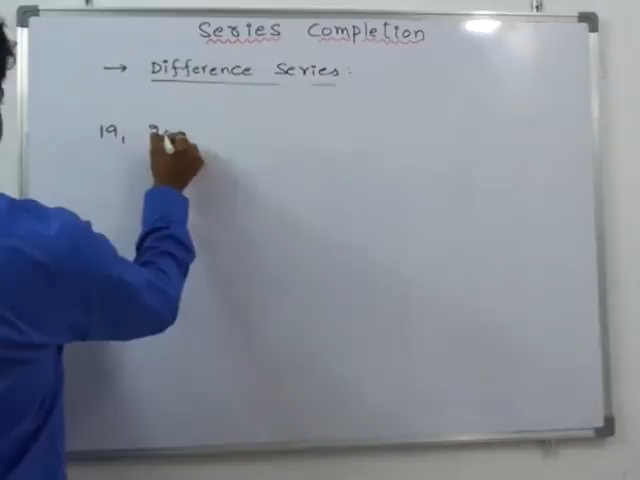 Series Completion
→ Difference Series:
19,